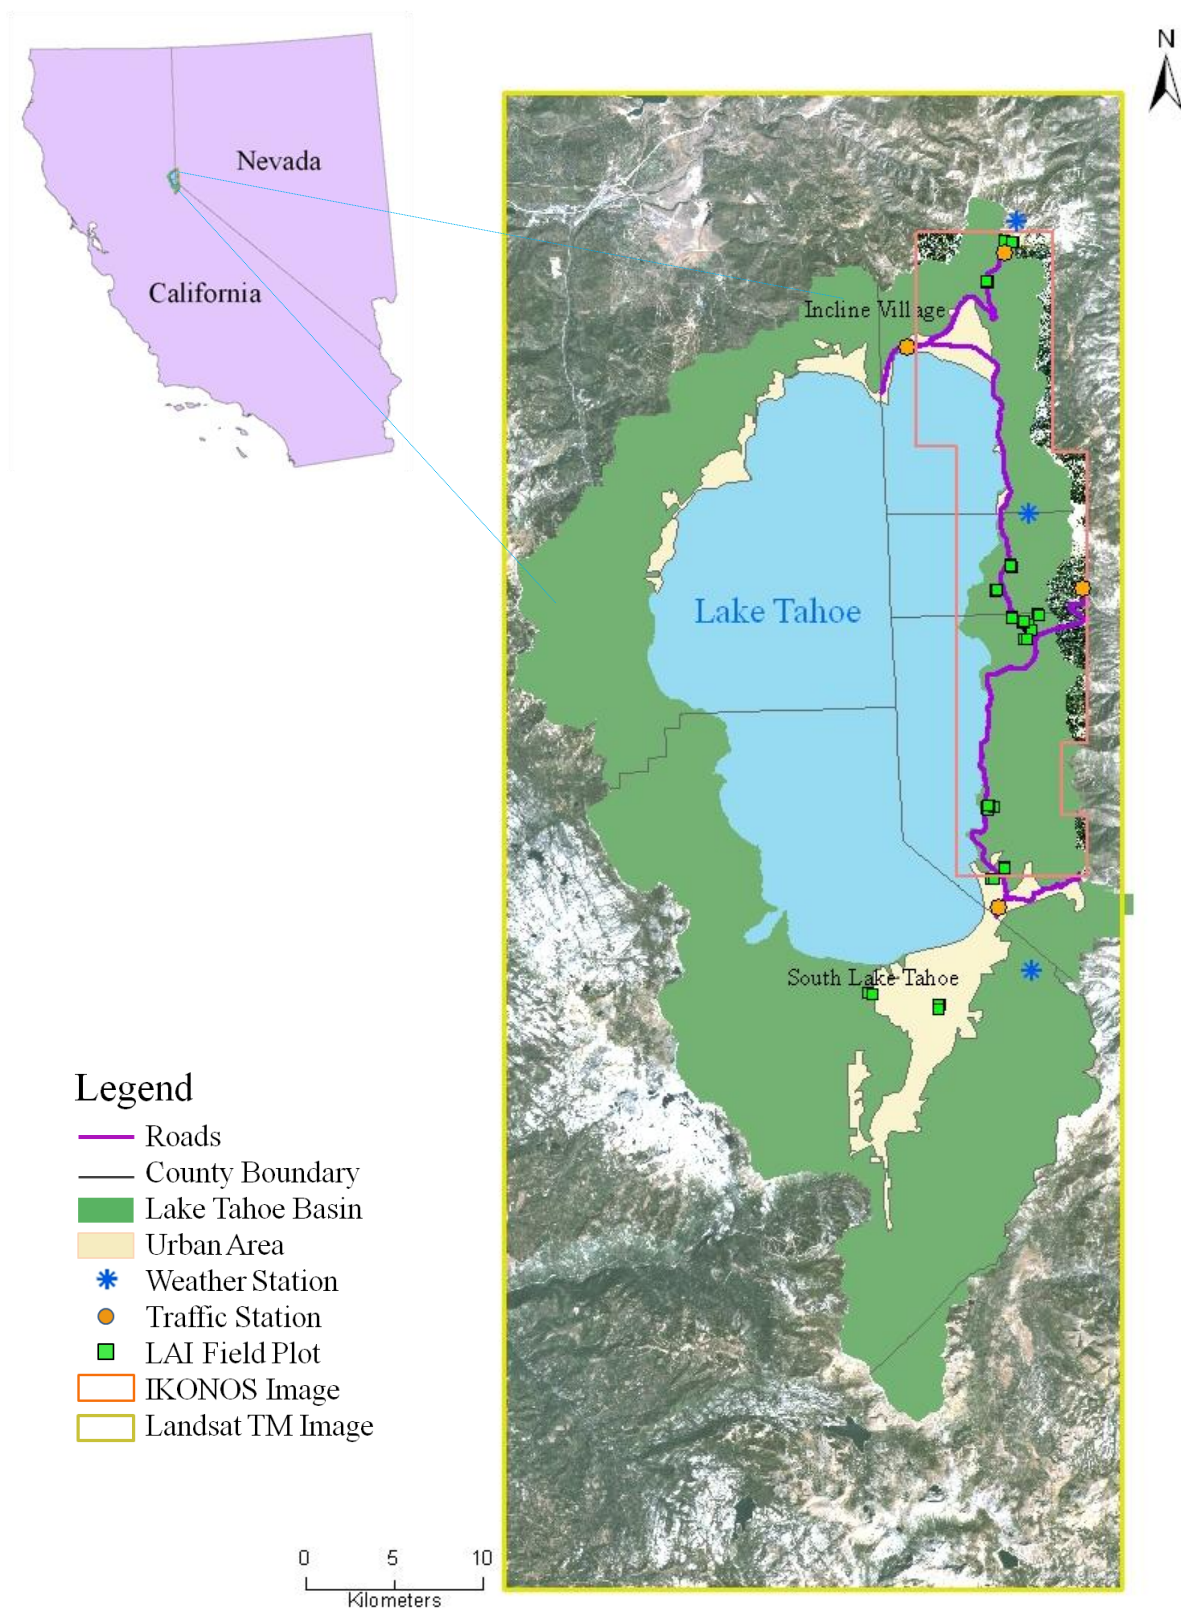 N
Nevada
California
Incline Village
Lake Tahoe
South Lake Tahoe
Legend
Roads
County Boundary
Lake Tahoe Basin
Urban Area
Weather Station
Traffic Station
LAI Field Plot
IKONOS Image
Landsat TM Image
0 5 10
Kilometers